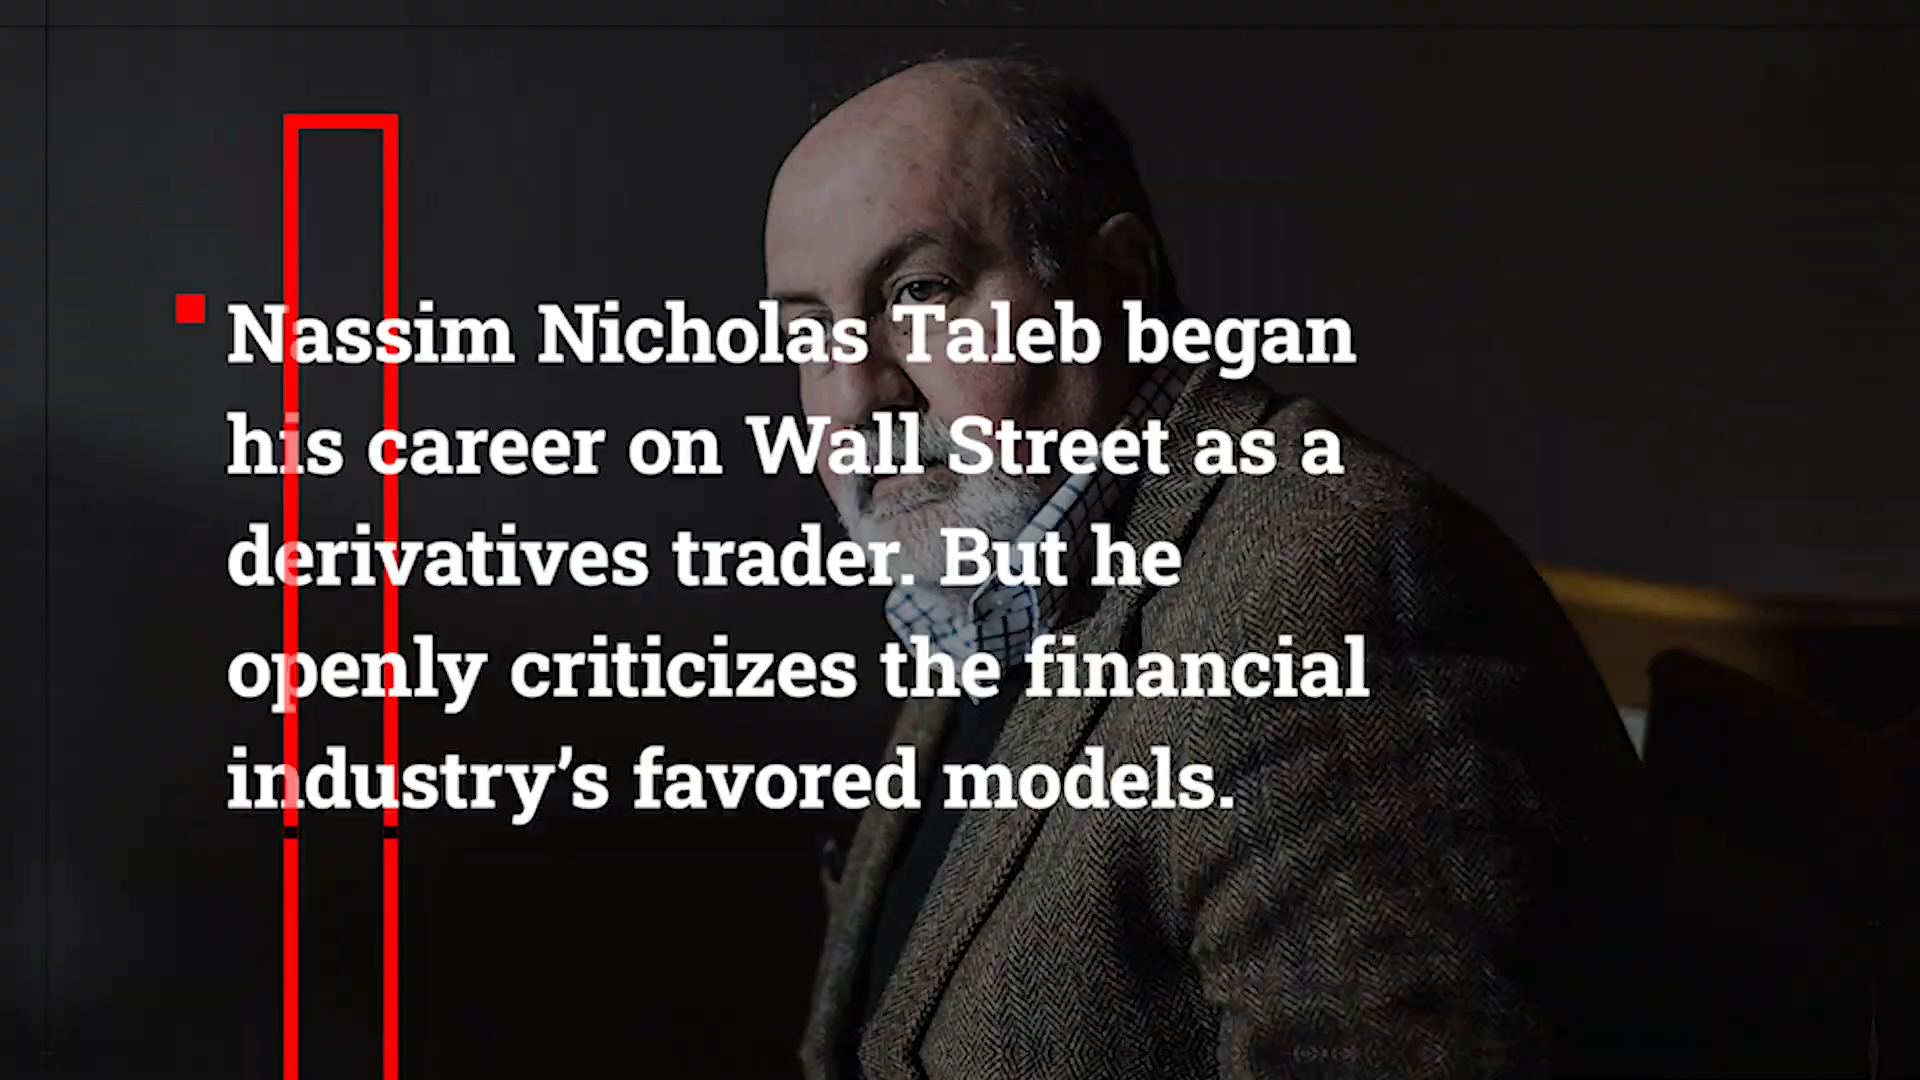 Nassim Nicholas Taleb began
his career on Wall Street as a
derivatives trader. But he
openly criticizes the financial
industry’s favored models.